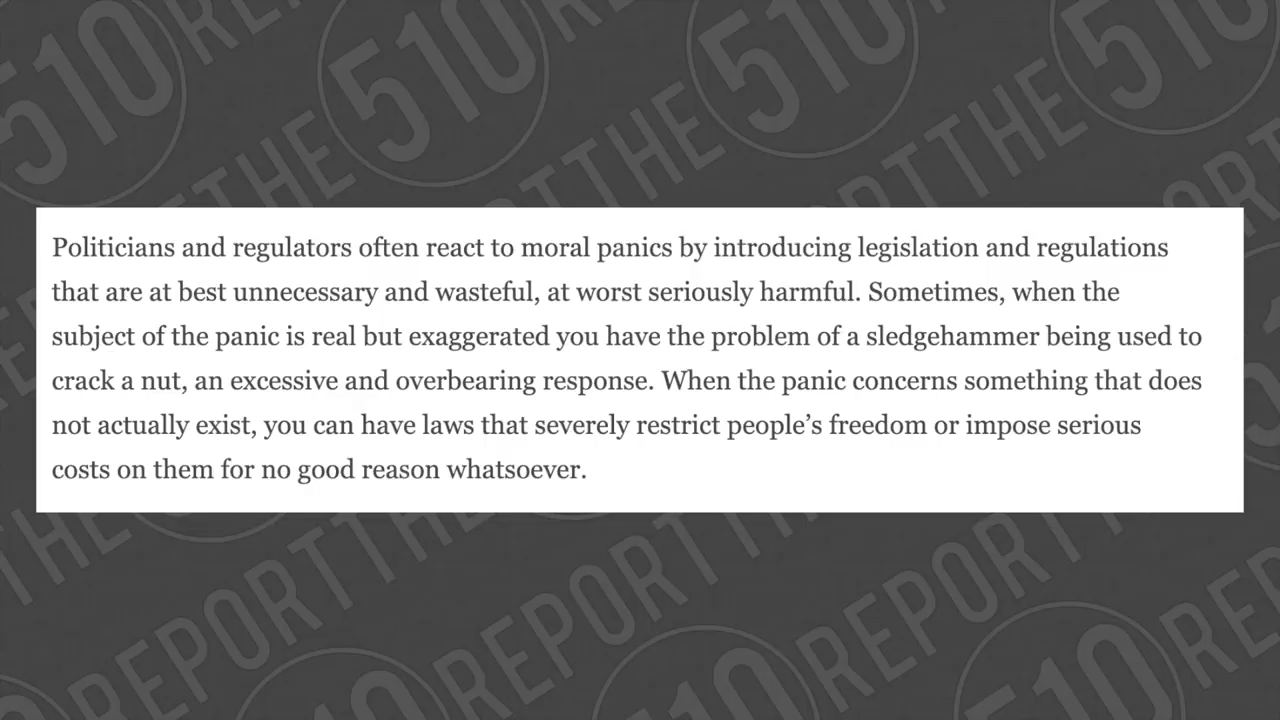 Politicians and regulators often react to moral panics by introducing legislation and regulations
that are at best unnecessary and wasteful, at worst seriously harmful. Sometimes, when the
subject of the panic is real but exaggerated you have the problem of a sledgehammer being used to
crack a nut, an excessive and overbearing response. When the panic concerns something that does
not actually exist, you can have laws that severely restrict people’s freedom or impose serious
costs on them for no good reason whatsoever.
THE 510 REPORT